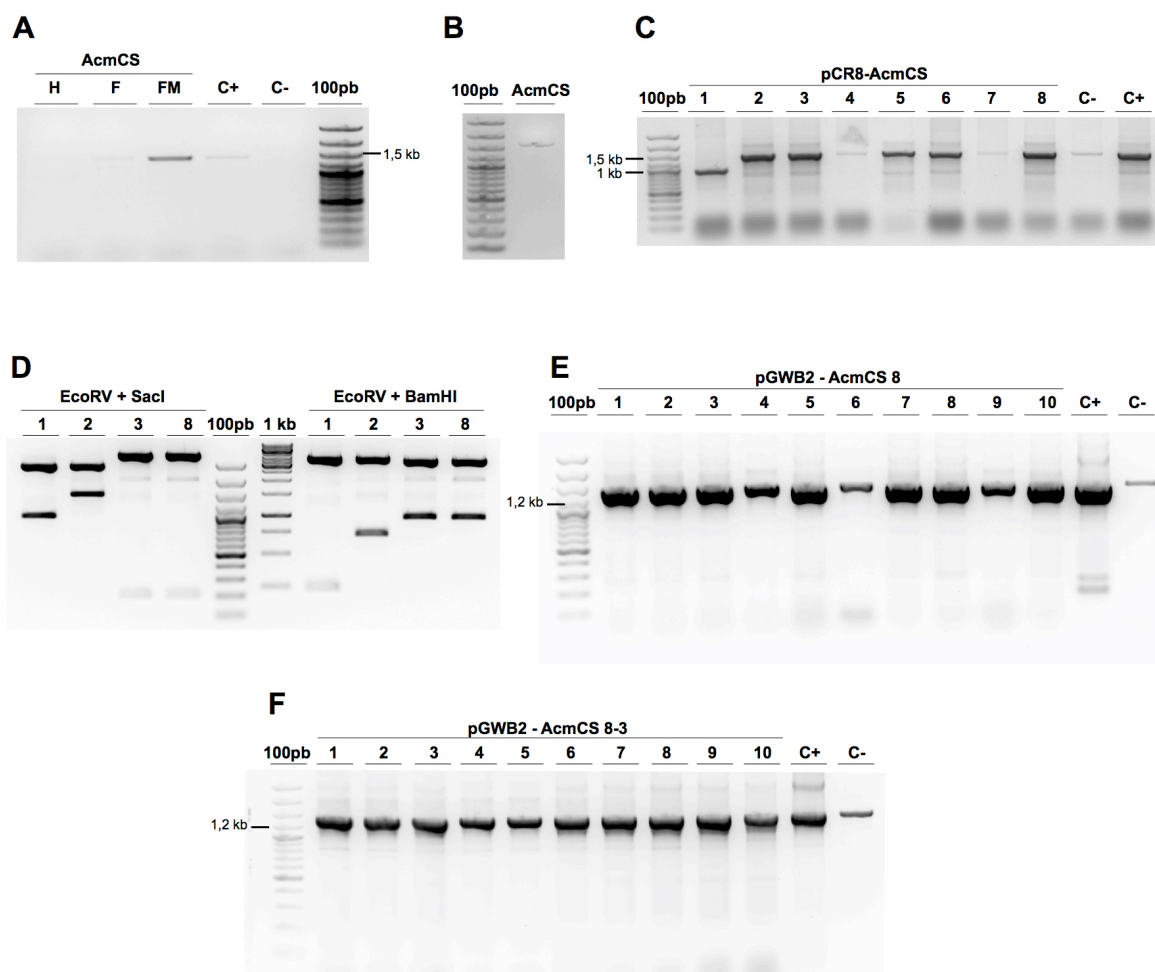 A
AcmCS
H F FM C+ C- 100pb
1,5 kb
B
100pb AcmCS
C
pCR8-AcmCS
100pb 1 2 3 4 5 6 7 8 C- C+
1,5 kb
1 kb
D
EcoRV + SacI EcoRV + BamHI
1 2 3 8 100pb 1 kb 1 2 3 8
E
pGWB2 - AcmCS 8
100pb 1 2 3 4 5 6 7 8 9 10 C+ C-
1,2 kb
F
pGWB2 - AcmCS 8-3
100pb 1 2 3 4 5 6 7 8 9 10 C+ C-
1,2 kb